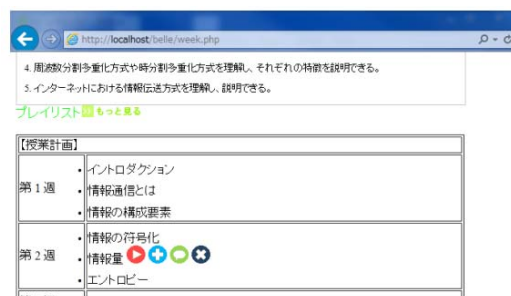 http://localhost/belle/week.php
4. 周波数分割多重化方式や時分割多重化方式を理解し、それぞれの特徴を説明できる。
5. インターネットにおける情報伝送方式を理解し、説明できる。
プレイリスト もっと見る
【授業計画】
第1週
・イントロダクション
・情報通信とは
・情報の構成要素
第2週
・情報の符号化
・情報量
・エントロピー